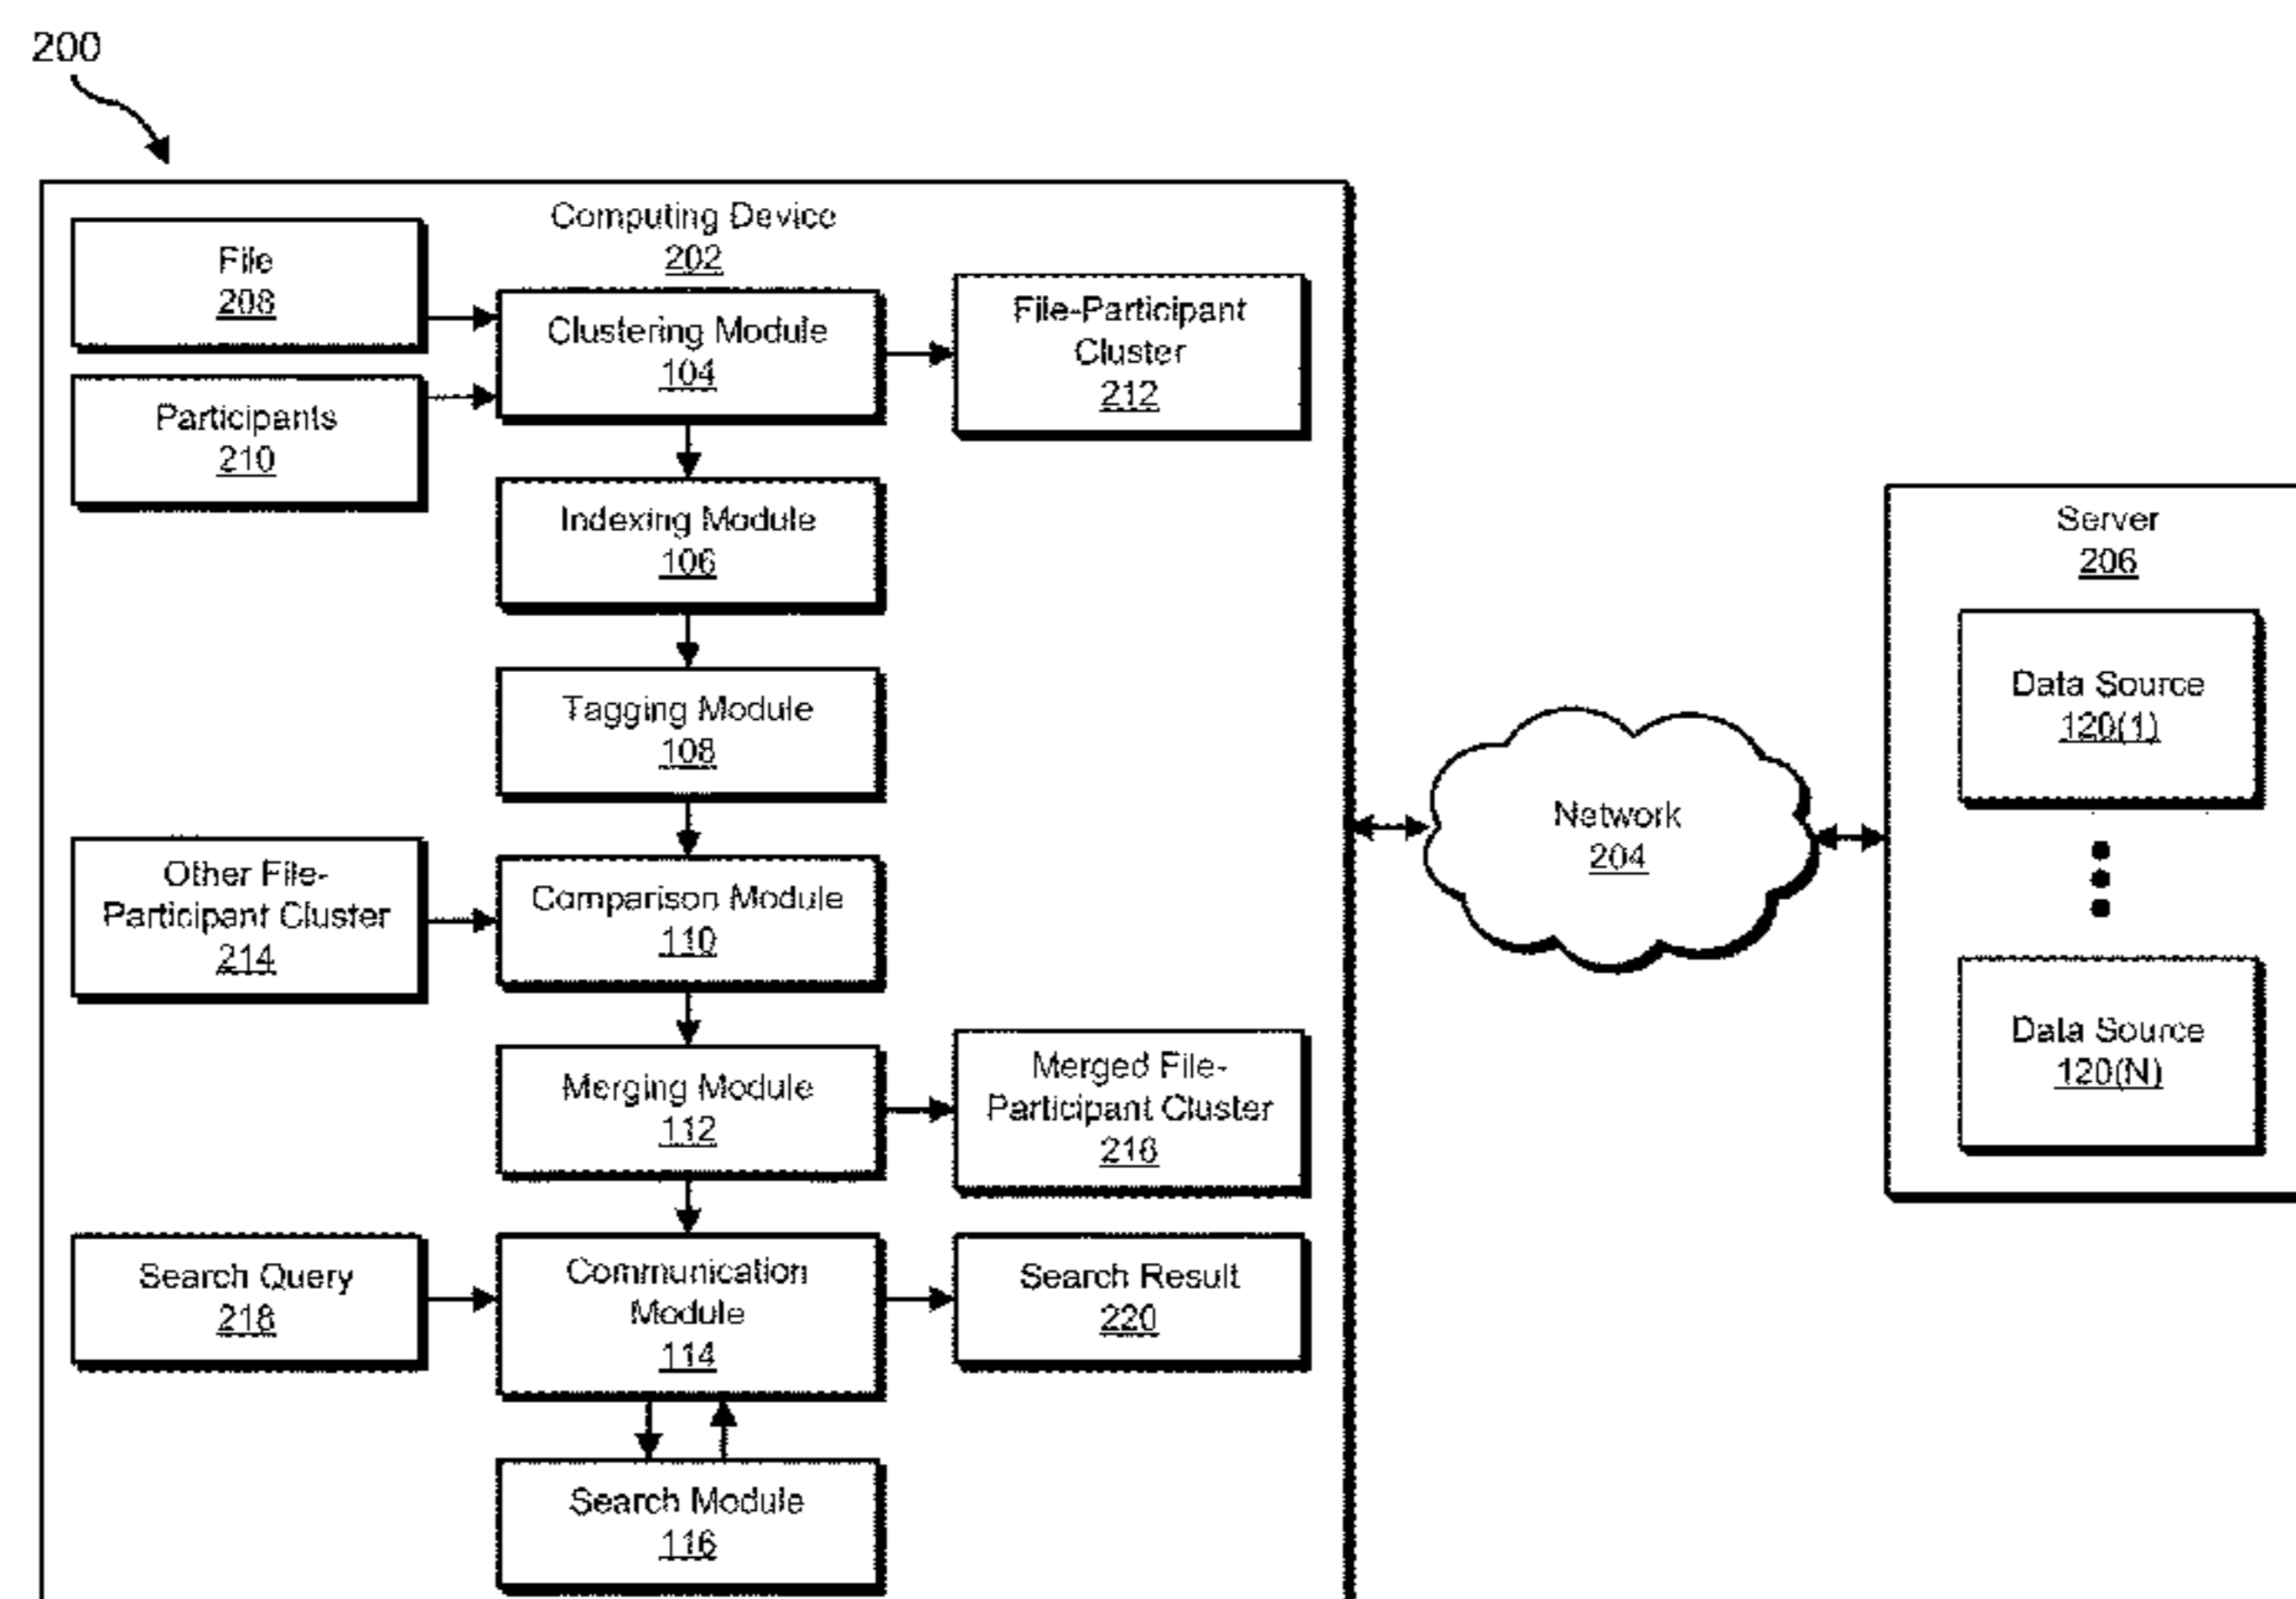 200
Computing Device
202
File
208
Participants
210
Clustering Module
104
File-Participant
Cluster
212
Indexing Module
106
Tagging Module
108
Other File-
Participant Cluster
214
Comparison Module
110
Merging Module
112
Merged File-
Participant Cluster
216
Search Query
218
Communication
Module
114
Search Result
220
Search Module
116
Network
204
Server
206
Data Source
120(1)
Data Source
120(N)